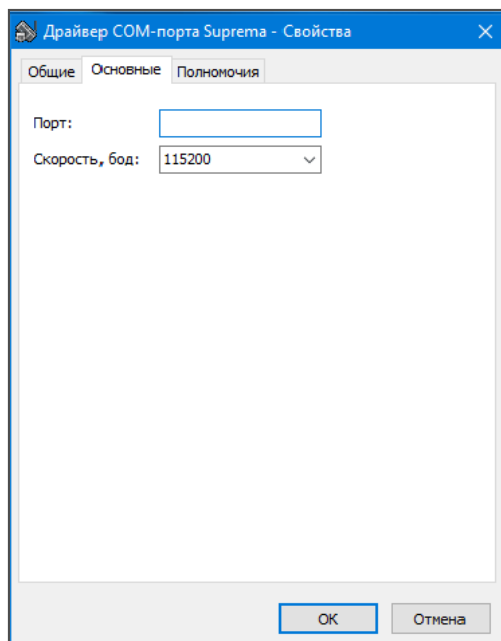 Драйвер COM-порта Suprema - Свойства
Общие Основные Полномочия
Порт:
Скорость, бод: 115200
OK Отмена